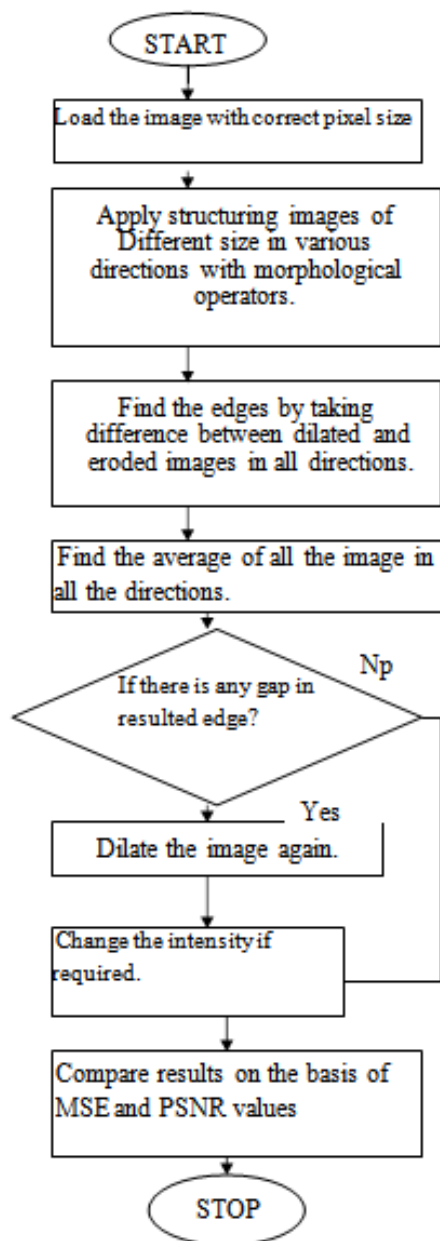 START
Load the image with correct pixel size
Apply structuring images of
Different size in various
directions with morphological
operators.
Find the edges by taking
difference between dilated and
eroded images in all directions.
Find the average of all the image in
all the directions.
Np
If there is any gap in
resulted edge?
Yes
Dilate the image again.
Change the intensity if
required.
Compare results on the basis of
MSE and PSNR values
STOP